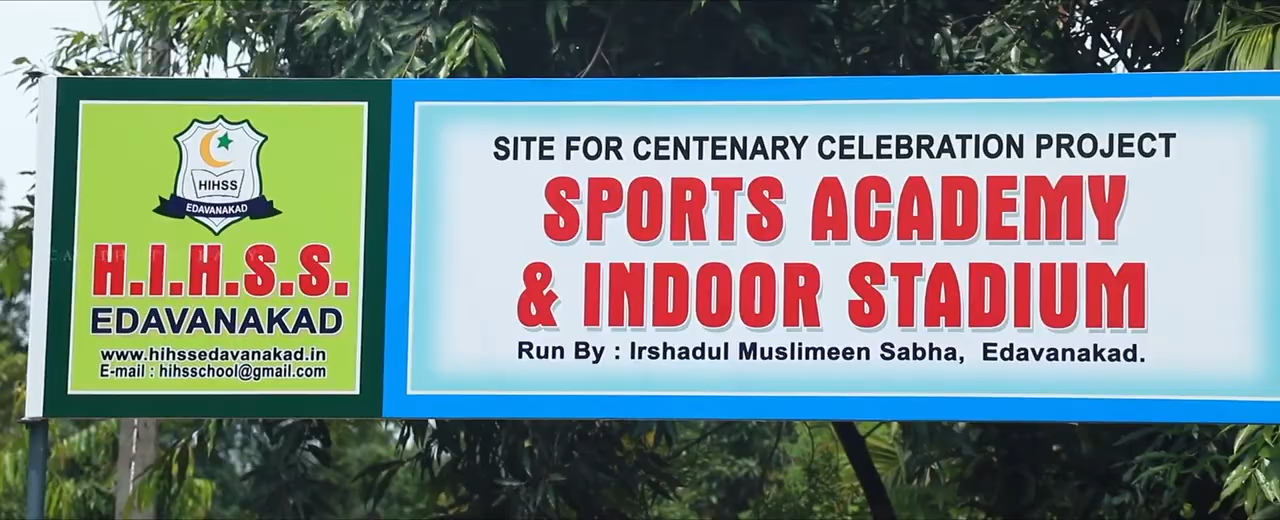 HIHSS
EDAVANAKAD
H.I.H.S.S.
EDAVANAKAD
www.hihssedavanakad.in
E-mail : hihsschool@gmail.com
SITE FOR CENTENARY CELEBRATION PROJECT
SPORTS ACADEMY
& INDOOR STADIUM
Run By : Irshadul Muslimeen Sabha, Edavanakad.